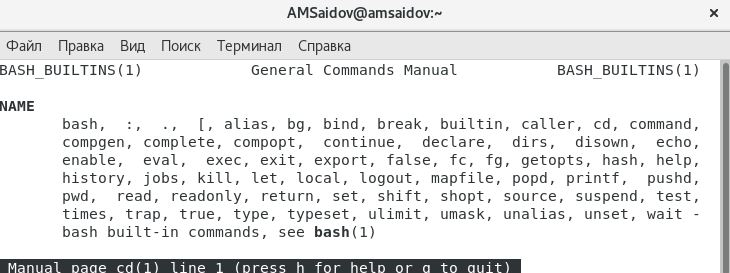 AMSaidov@amsaidov:~ ×
Файл Правка Вид Поиск Терминал Справка
BASH_BUILTINS(1) General Commands Manual BASH_BUILTINS(1)
NAME
bash, :, ., [, alias, bg, bind, break, builtin, caller, cd, command,
compgen, complete, compopt, continue, declare, dirs, disown, echo,
enable, eval, exec, exit, export, false, fc, fg, getopts, hash, help,
history, jobs, kill, let, local, logout, mapfile, popd, printf, pushd,
pwd, read, readonly, return, set, shift, shopt, source, suspend, test,
times, trap, true, type, typeset, ulimit, umask, unalias, unset, wait -
bash built-in commands, see bash(1)
Manual page cd(1) line 1 (press h for help or q to quit)